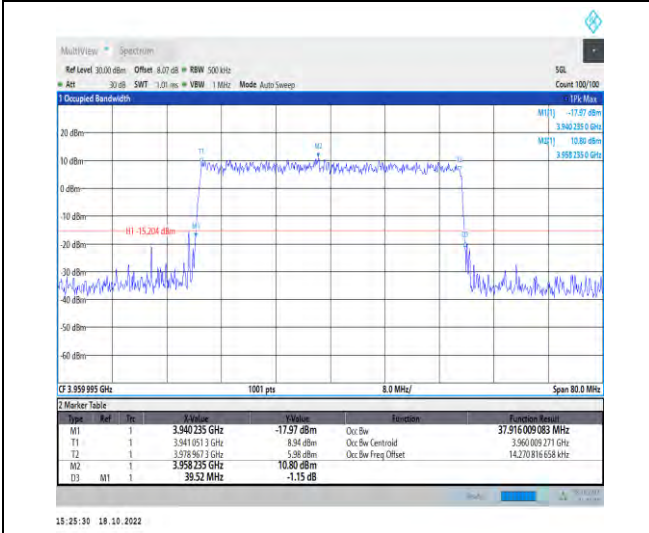 MultiView Spectrum
Ref Level 30.00 dBm Offset 8.07 dB RBW 500 kHz SGL
Att 30 dB SWT 1.01 ms VBW 1 MHz Mode Auto Sweep Count 100/100
1 Occupied Bandwidth 1Pk Max
M1[1] -17.97 dBm
3.940 235 0 GHz
M2[1] 10.80 dBm
3.958 235 0 GHz
20 dBm
M2
T1
T2
10 dBm
0 dBm
-10 dBm
H1 -15.204 dBm
M1
D3
-20 dBm
-30 dBm
-40 dBm
-50 dBm
-60 dBm
CF 3.959 995 GHz 1001 pts 8.0 MHz/ Span 80.0 MHz
2 Marker Table
Type Ref Trc X-Value Y-Value Function Function Result
M1 1 3.940 235 GHz -17.97 dBm Occ Bw 37.916 009 083 MHz
T1 1 3.941 051 3 GHz 8.94 dBm Occ Bw Centroid 3.960 009 271 GHz
T2 1 3.978 967 3 GHz 5.98 dBm Occ Bw Freq Offset 14.270 816 658 kHz
M2 1 3.958 235 GHz 10.80 dBm
D3 M1 1 39.52 MHz -1.15 dB
15:25:30 18.10.2022